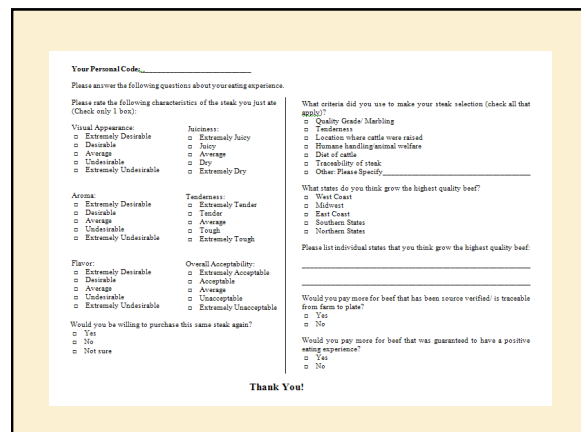 Your Personal Code:
Please answer the following questions about your eating experience.
Please rate the following characteristics of the steak you just ate
(Check only 1 box):
Visual Appearance:
Extremely Desirable
Desirable
Average
Undesirable
Extremely Undesirable
Juiciness:
Extremely Juicy
Juicy
Average
Dry
Extremely Dry
Aroma:
Extremely Desirable
Desirable
Average
Undesirable
Extremely Undesirable
Tenderness:
Extremely Tender
Tender
Average
Tough
Extremely Tough
Flavor:
Extremely Desirable
Desirable
Average
Undesirable
Extremely Undesirable
Overall Acceptability:
Extremely Acceptable
Acceptable
Average
Unacceptable
Extremely Unacceptable
Would you be willing to purchase this same steak again?
Yes
No
Not sure
What criteria did you use to make your steak selection (check all that
apply)?
Quality Grade/ Marbling
Tenderness
Location where cattle were raised
Humane handling/animal welfare
Diet of cattle
Traceability of steak
Other: Please Specify
What states do you think grow the highest quality beef?
West Coast
Midwest
East Coast
Southern States
Northern States
Please list individual states that you think grow the highest quality beef:
Would you pay more for beef that has been source verified/ is traceable
from farm to plate?
Yes
No
Would you pay more for beef that was guaranteed to have a positive
eating experience?
Yes
No
Thank You!